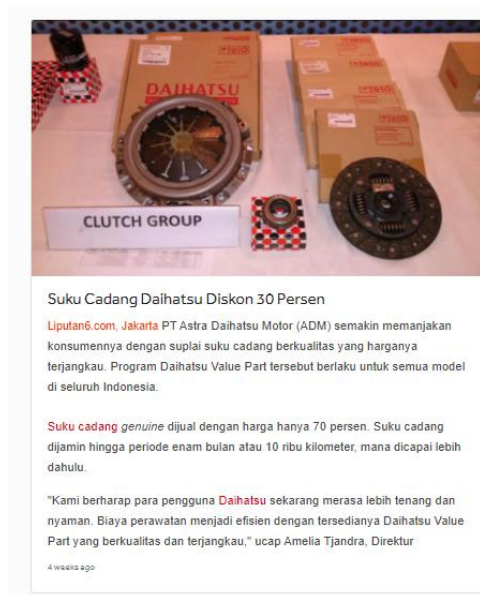 DAIHATSU
CLUTCH GROUP
Suku Cadang Daihatsu Diskon 30 Persen
Liputan6.com, Jakarta PT Astra Daihatsu Motor (ADM) semakin memanjakan
konsumennya dengan suplai suku cadang berkualitas yang harganya
terjangkau. Program Daihatsu Value Part tersebut berlaku untuk semua model
di seluruh Indonesia.
Suku cadang genuine dijual dengan harga hanya 70 persen. Suku cadang
dijamin hingga periode enam bulan atau 10 ribu kilometer, mana dicapai lebih
dahulu.
"Kami berharap para pengguna Daihatsu sekarang merasa lebih tenang dan
nyaman. Biaya perawatan menjadi efisien dengan tersedianya Daihatsu Value
Part yang berkualitas dan terjangkau," ucap Amelia Tjandra, Direktur
4 weeks ago